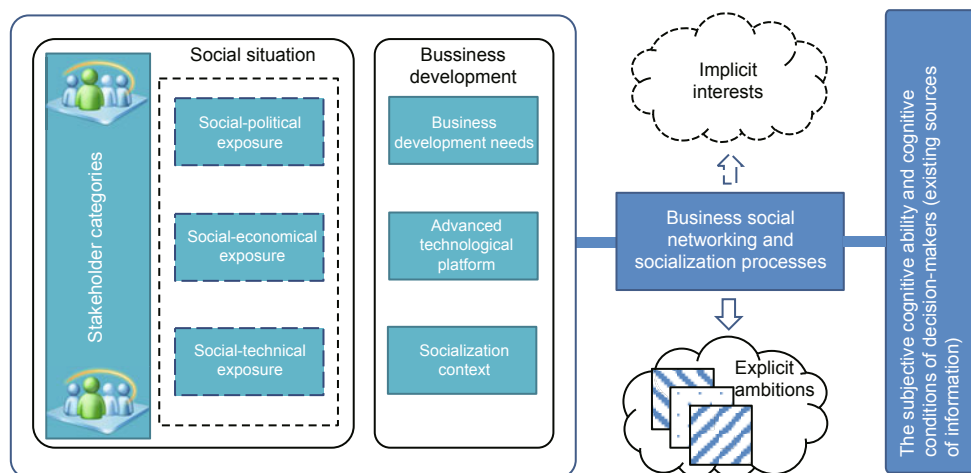 Stakeholder categories
Social situation
Social-political
exposure
Social-economical
exposure
Social-technical
exposure
Bussiness
development
Business
development needs
Advanced
technological
platform
Socialization
context
Implicit
interests
Business social
networking and
socialization processes
Explicit
ambitions
The subjective cognitive ability and cognitive
conditions of decision-makers (existing sources
of information)